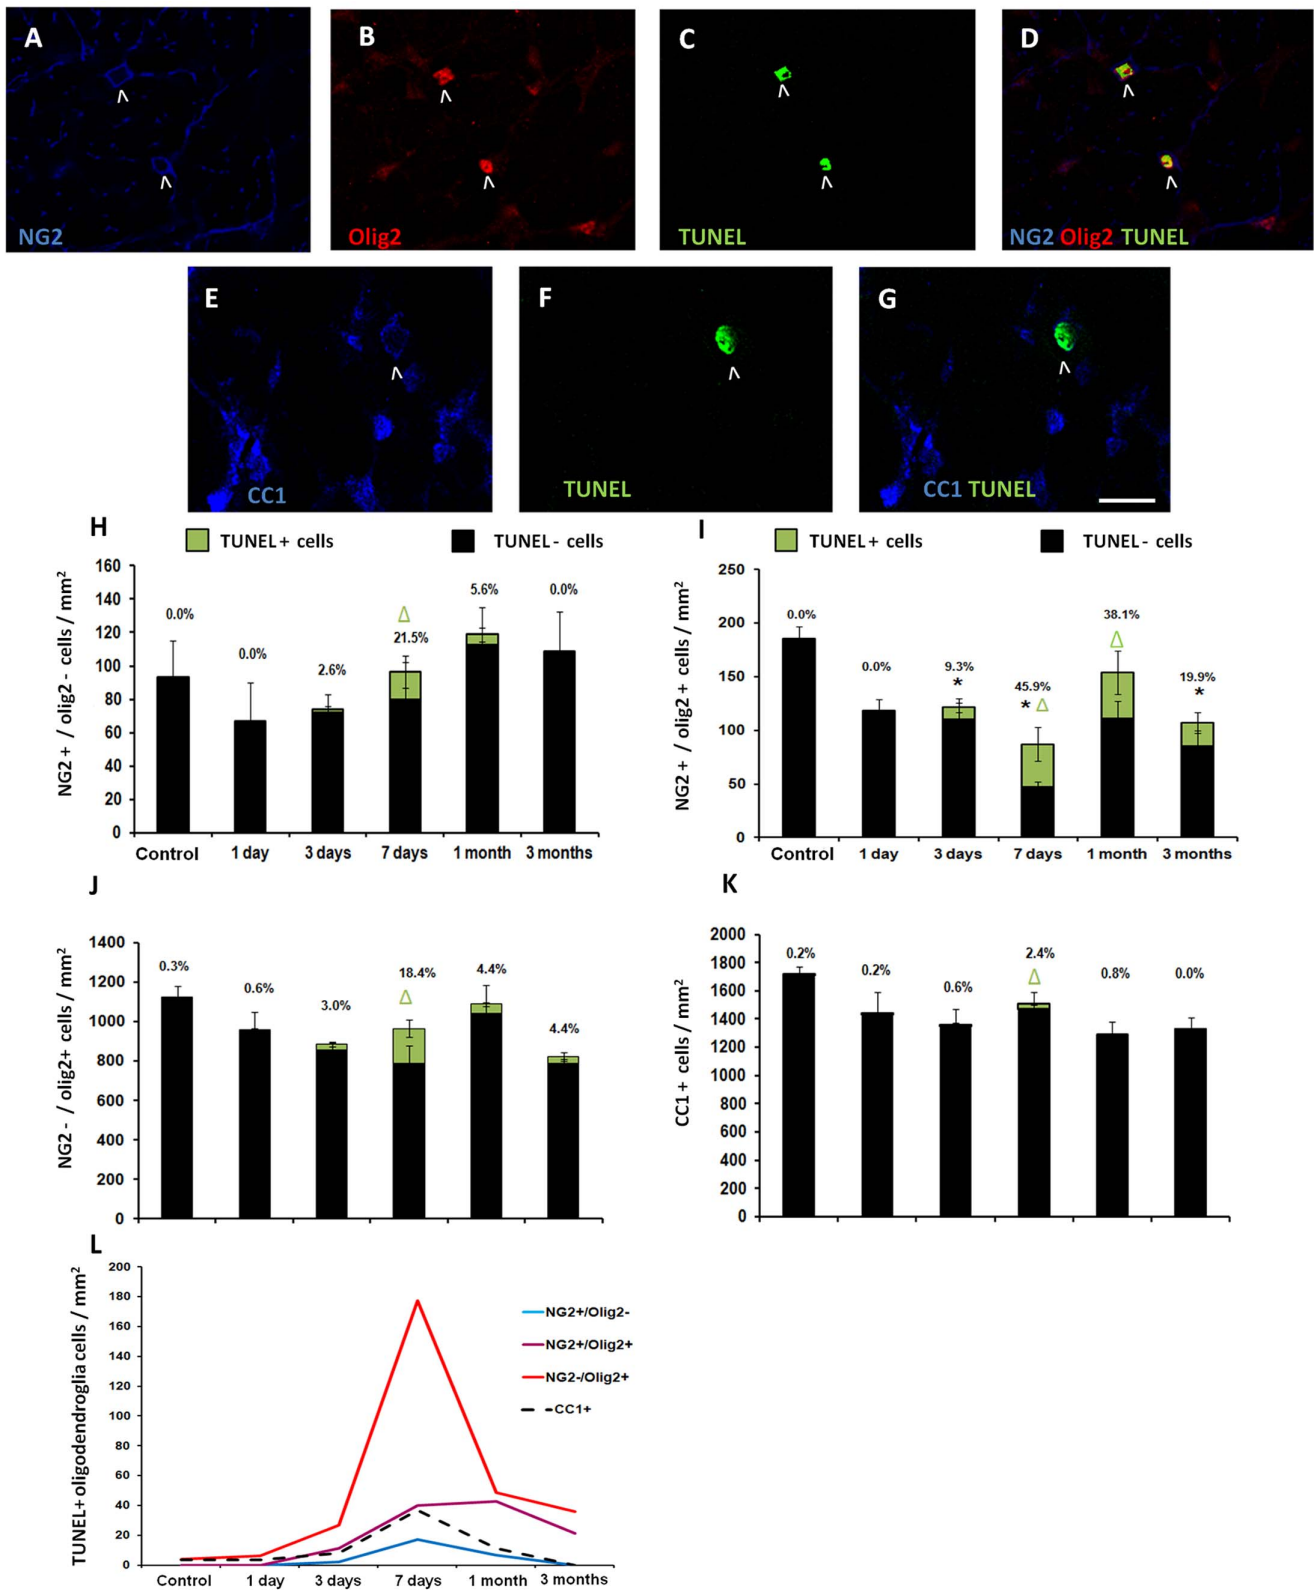 A
B
C
D
NG2
Olig2
TUNEL
NG2 Olig2 TUNEL
E
F
G
CC1
TUNEL
CC1 TUNEL
H
TUNEL+ cells
TUNEL- cells
NG2 + / olig2 - cells / mm2
160
140
120
100
80
60
40
20
0
0.0%
0.0%
2.6%
Δ
21.5%
5.6%
0.0%
Control
1 day
3 days
7 days
1 month
3 months
I
TUNEL+ cells
TUNEL- cells
NG2 + / olig2 + cells / mm2
250
200
150
100
50
0
0.0%
0.0%
9.3%
*
45.9%
* Δ
38.1%
Δ
19.9%
*
Control
1 day
3 days
7 days
1 month
3 months
J
NG2 - / olig2+ cells / mm2
1400
1200
1000
800
600
400
200
0
0.3%
0.6%
3.0%
18.4%
Δ
4.4%
4.4%
K
CC1 + cells / mm2
2000
1800
1600
1400
1200
1000
800
600
400
200
0
0.2%
0.2%
0.6%
2.4%
Δ
0.8%
0.0%
L
TUNEL+ oligodendroglia cells / mm2
200
180
160
140
120
100
80
60
40
20
0
NG2+/Olig2-
NG2+/Olig2+
NG2-/Olig2+
CC1+
Control
1 day
3 days
7 days
1 month
3 months